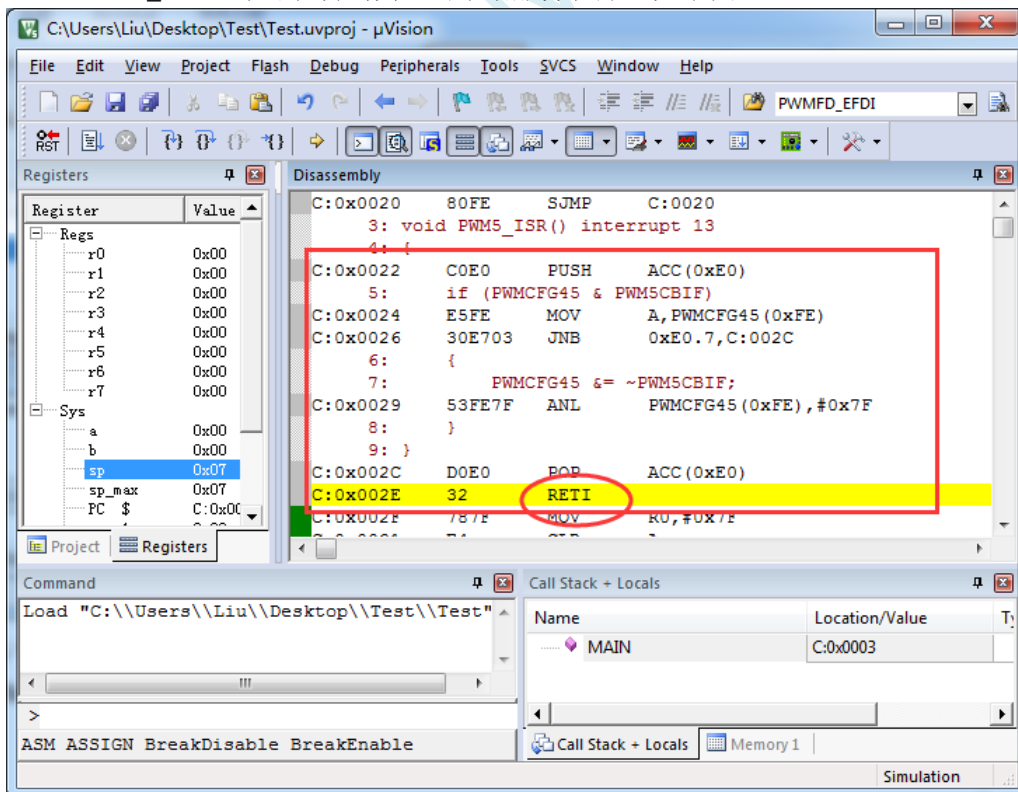 C:\Users\Liu\Desktop\Test\Test.uvproj - µVision
File Edit View Project Flash Debug Peripherals Tools SVCS Window Help
PWMFD_EFDI
RST
Registers
Register Value
Regs
r0 0x00
r1 0x00
r2 0x00
r3 0x00
r4 0x00
r5 0x00
r6 0x00
r7 0x00
Sys
a 0x00
b 0x00
sp 0x07
sp_max 0x07
PC $ C:0x00
Project Registers
Disassembly
C:0x0020 80FE SJMP C:0020
3: void PWM5_ISR() interrupt 13
4: {
C:0x0022 C0E0 PUSH ACC(0xE0)
5: if (PWMCFG45 & PWM5CBIF)
C:0x0024 E5FE MOV A,PWMCFG45(0xFE)
C:0x0026 30E703 JNB 0xE0.7,C:002C
6: {
7: PWMCFG45 &= ~PWM5CBIF;
C:0x0029 53FE7F ANL PWMCFG45(0xFE),#0x7F
8: }
9: }
C:0x002C D0E0 POP ACC(0xE0)
C:0x002E 32 RETI
C:0x002F 787F MOV R0,#0x7F
Command
Load "C:\\Users\\Liu\\Desktop\\Test\\Test"
>
ASM ASSIGN BreakDisable BreakEnable
Call Stack + Locals
Name Location/Value
MAIN C:0x0003
Call Stack + Locals Memory 1
Simulation